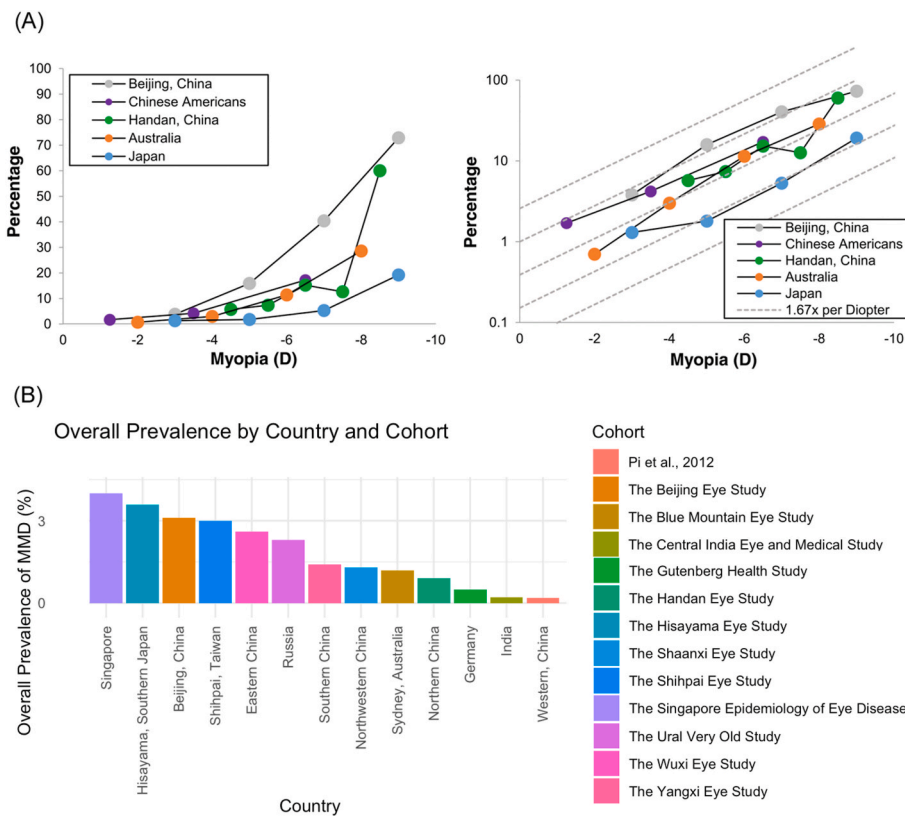 (A)
100
90
80
70
60
50
40
30
20
10
0
Percentage
Beijing, China
Chinese Americans
Handan, China
Australia
Japan
0 -2 -4 -6 -8 -10
Myopia (D)
100
10
1
0.1
Percentage
Beijing, China
Chinese Americans
Handan, China
Australia
Japan
1.67x per Diopter
0 -2 -4 -6 -8 -10
Myopia (D)
(B)
Overall Prevalence by Country and Cohort
Overall Prevalence of MMD (%)
3
0
Singapore
Hisayama, Southern Japan
Beijing, China
Shihpai, Taiwan
Eastern China
Russia
Southern China
Northwestern China
Sydney, Australia
Northern China
Germany
India
Western, China
Country
Cohort
Pi et al., 2012
The Beijing Eye Study
The Blue Mountain Eye Study
The Central India Eye and Medical Study
The Gutenberg Health Study
The Handan Eye Study
The Hisayama Eye Study
The Shaanxi Eye Study
The Shihpai Eye Study
The Singapore Epidemiology of Eye Disease
The Ural Very Old Study
The Wuxi Eye Study
The Yangxi Eye Study